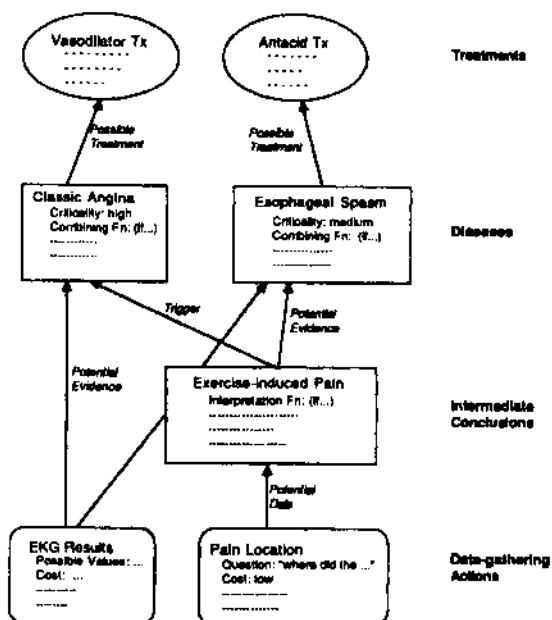 Vasodilator Tx
Antacid Tx
Treatments
Possible
Treatment
Possible
Treatment
Classic Angina
Criticality: high
Combining Fn: (if...)
Esophageal Spasm
Criticality: medium
Combining Fn: (if...)
Diseases
Trigger
Potential
Evidence
Potential
Evidence
Exercise-induced Pain
Interpretation Fn: (if...)
Intermediate
Conclusions
Potential
Data
EKG Results
Possible Values: ...
Cost: ...
Pain Location
Question: "where did the ..."
Cost: low
Data-gathering
Actions